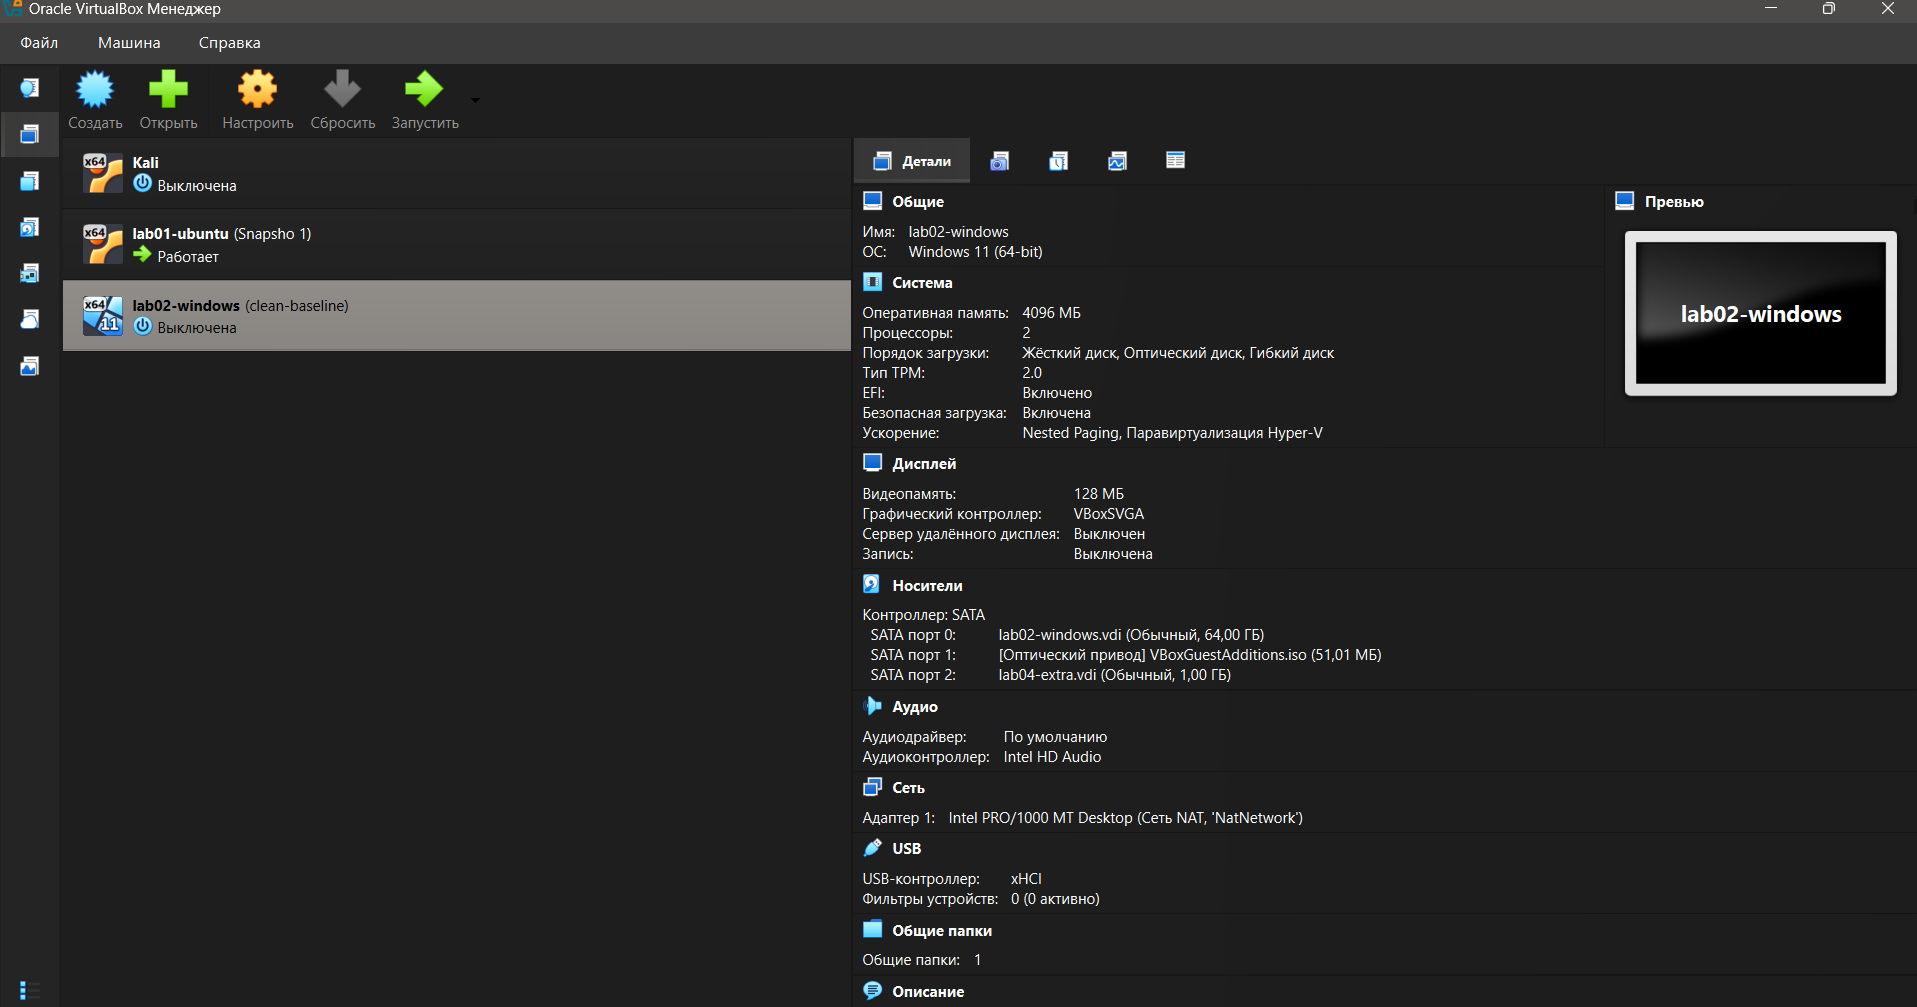 Oracle VirtualBox Менеджер
Файл Машина Справка
Создать Открыть Настроить Сбросить Запустить
x64 Kali
Выключена
x64 lab01-ubuntu (Snapsho 1)
Работает
x64 11 lab02-windows (clean-baseline)
Выключена
Детали
Общие
Имя: lab02-windows
ОС: Windows 11 (64-bit)
Система
Оперативная память: 4096 МБ
Процессоры: 2
Порядок загрузки: Жёсткий диск, Оптический диск, Гибкий диск
Тип TPM: 2.0
EFI: Включено
Безопасная загрузка: Включена
Ускорение: Nested Paging, Паравиртуализация Hyper-V
Превью
lab02-windows
Дисплей
Видеопамять: 128 МБ
Графический контроллер: VBoxSVGA
Сервер удалённого дисплея: Выключен
Запись: Выключена
Носители
Контроллер: SATA
SATA порт 0: lab02-windows.vdi (Обычный, 64,00 ГБ)
SATA порт 1: [Оптический привод] VBoxGuestAdditions.iso (51,01 МБ)
SATA порт 2: lab04-extra.vdi (Обычный, 1,00 ГБ)
Аудио
Аудиодрайвер: По умолчанию
Аудиоконтроллер: Intel HD Audio
Сеть
Адаптер 1: Intel PRO/1000 MT Desktop (Сеть NAT, 'NatNetwork')
USB
USB-контроллер: xHCI
Фильтры устройств: 0 (0 активно)
Общие папки
Общие папки: 1
Описание